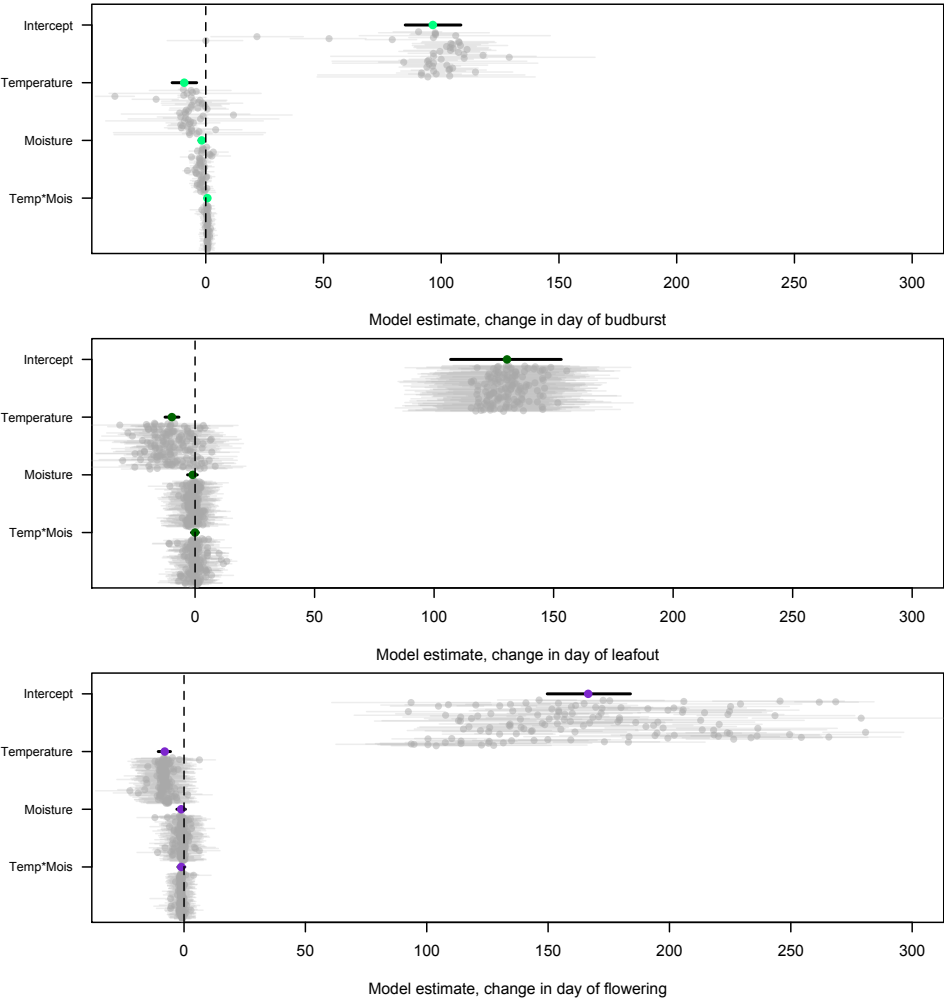 Intercept
Temperature
Moisture
Temp*Mois
0 50 100 150 200 250 300
Model estimate, change in day of budburst
Intercept
Temperature
Moisture
Temp*Mois
0 50 100 150 200 250 300
Model estimate, change in day of leafout
Intercept
Temperature
Moisture
Temp*Mois
0 50 100 150 200 250 300
Model estimate, change in day of flowering